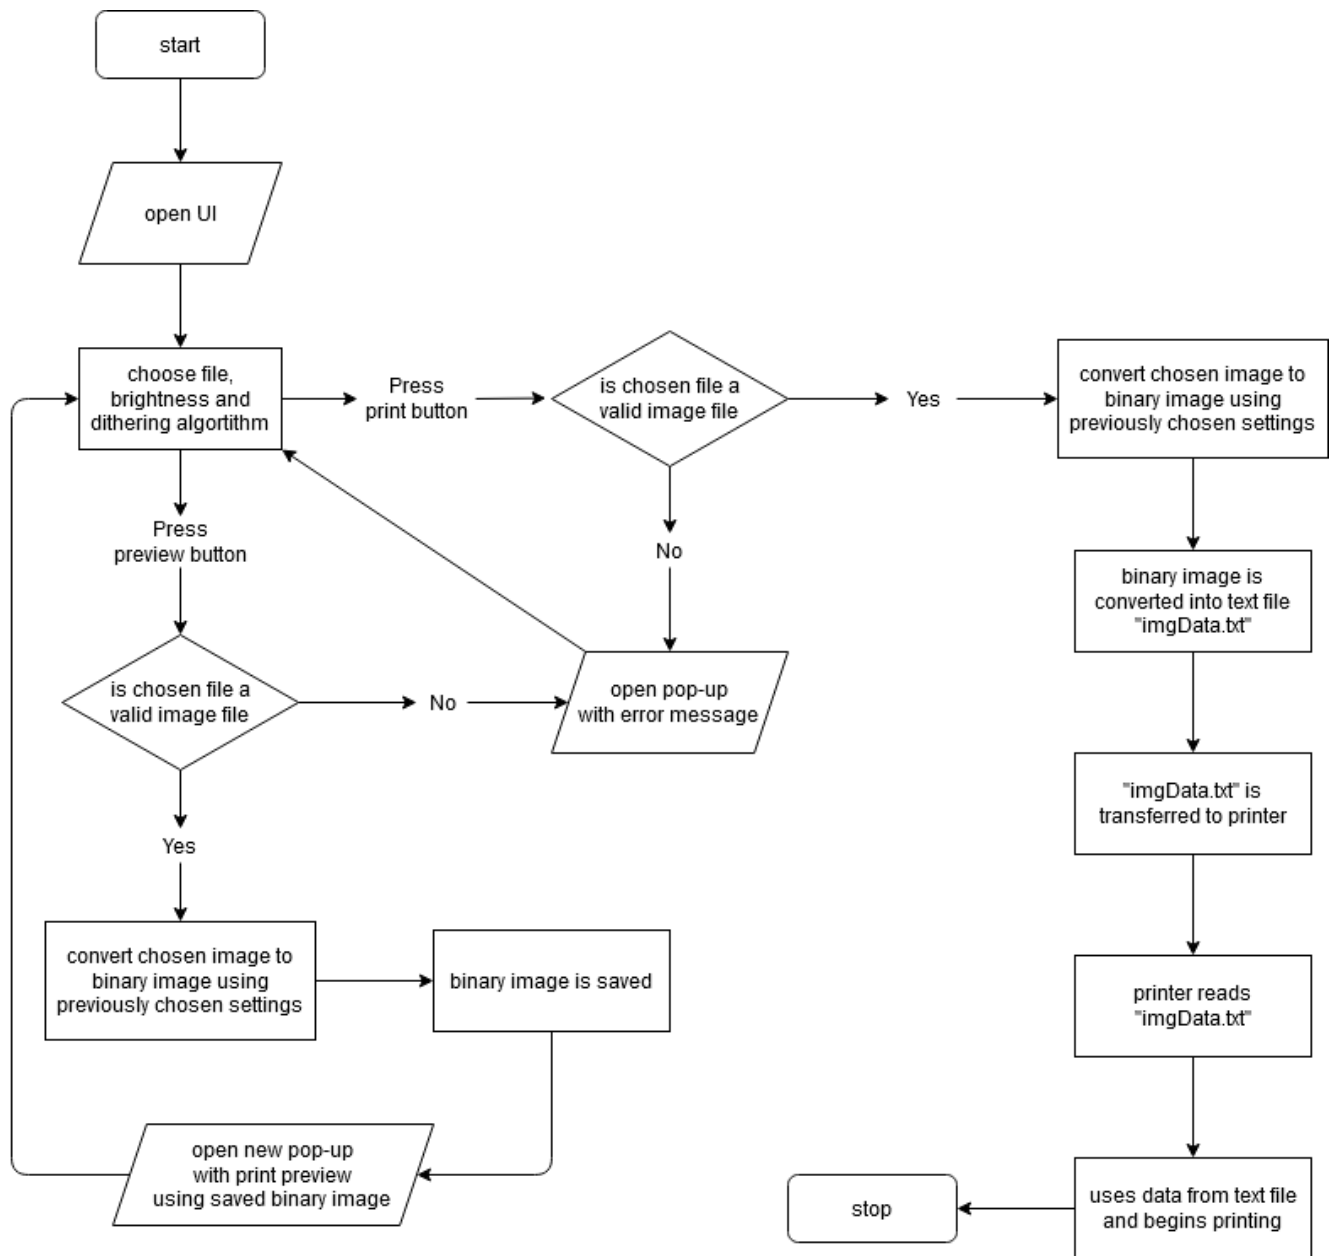 start
open UI
choose file,
brightness and
dithering algortithm
Press
print button
is chosen file a
valid image file
Yes
convert chosen image to
binary image using
previously chosen settings
Press
preview button
No
binary image is
converted into text file
"imgData.txt"
is chosen file a
valid image file
No
open pop-up
with error message
"imgData.txt" is
transferred to printer
Yes
convert chosen image to
binary image using
previously chosen settings
binary image is saved
printer reads
"imgData.txt"
open new pop-up
with print preview
using saved binary image
stop
uses data from text file
and begins printing